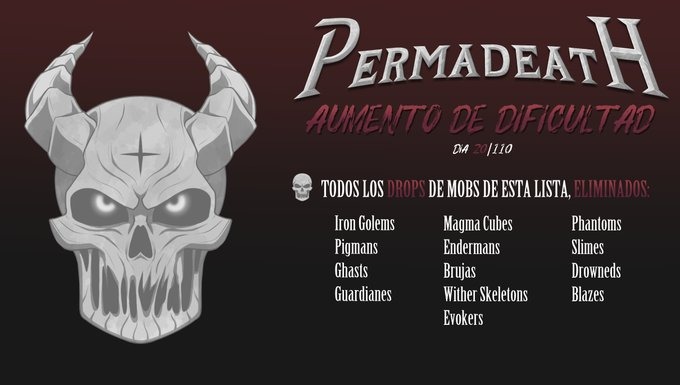 PERMADEATH
AUMENTO DE DIFICULTAD
DIA 20|110
TODOS LOS DROPS DE MOBS DE ESTA LISTA, ELIMINADOS:
Iron Golems
Pigmans
Ghasts
Guardianes
Magma Cubes
Endermans
Brujas
Wither Skeletons
Evokers
Phantoms
Slimes
Drowneds
Blazes